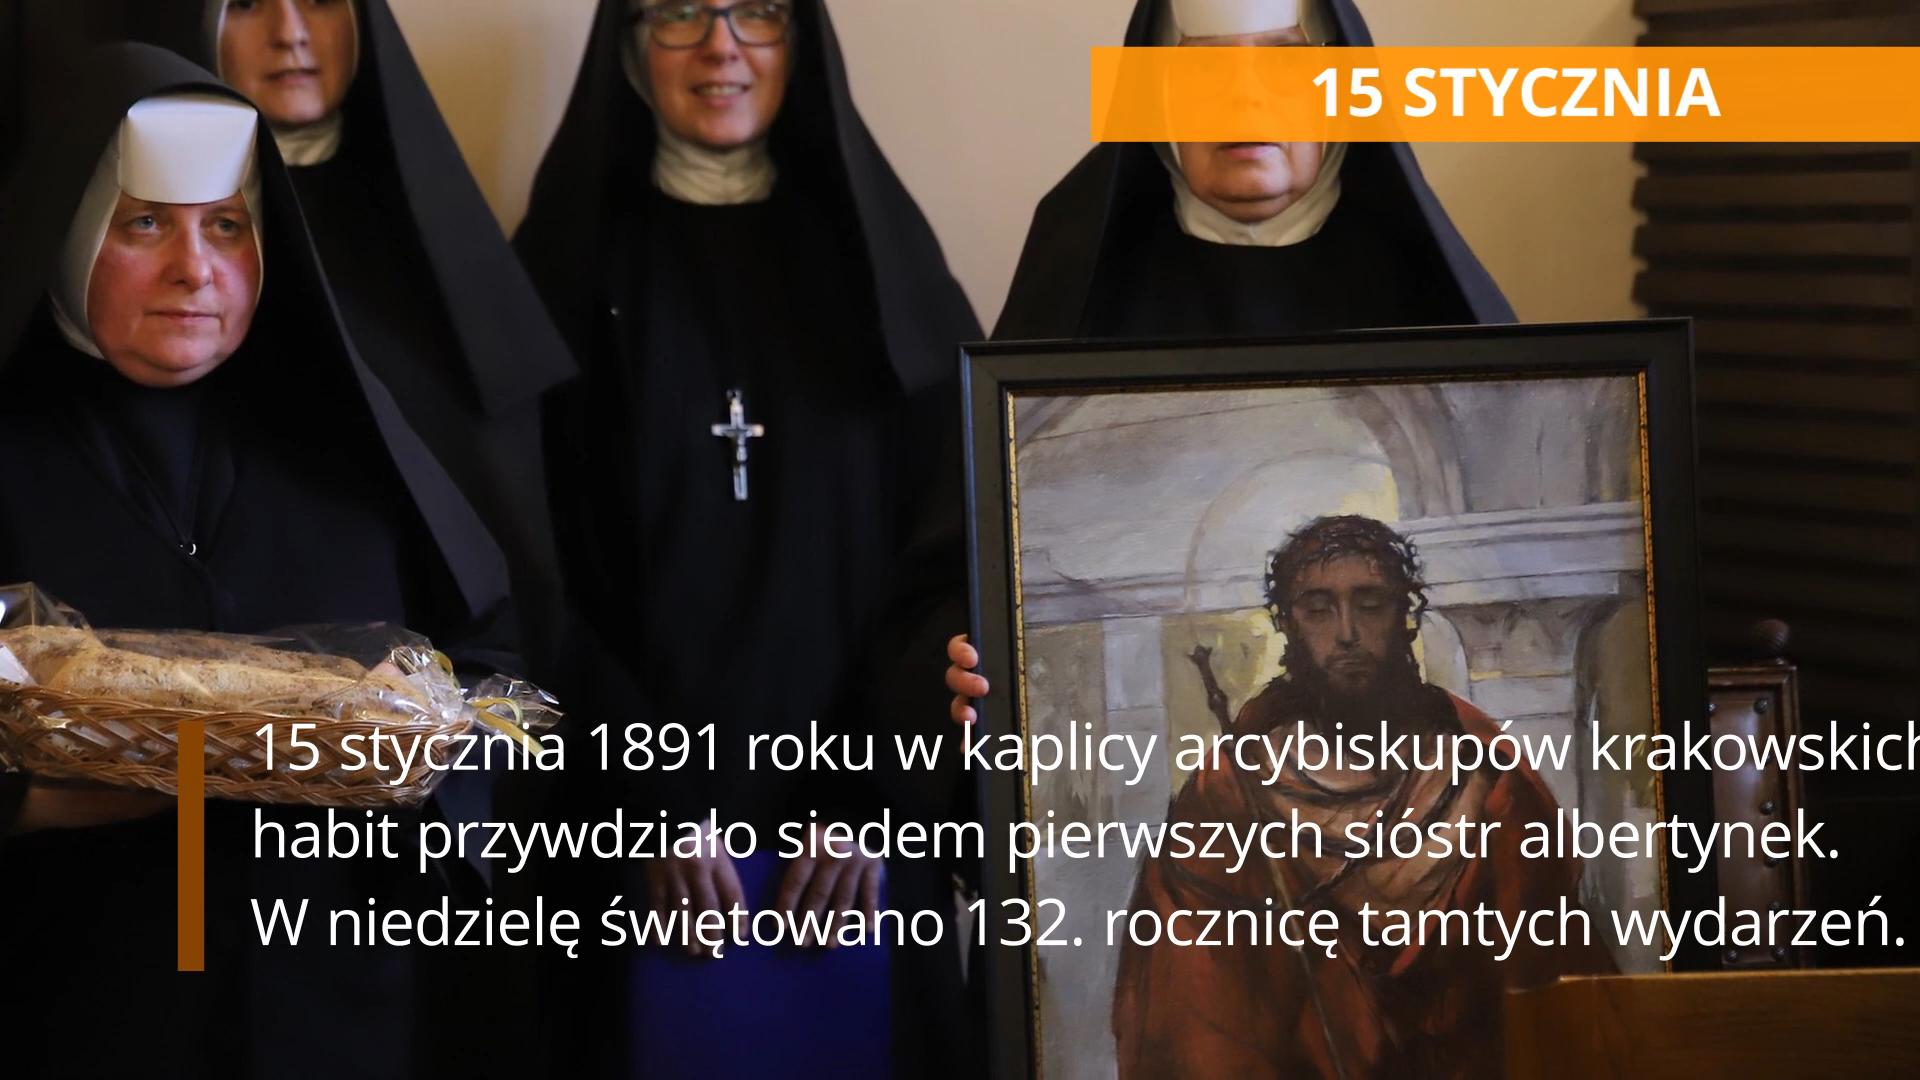 15 STYCZNIA
15 stycznia 1891 roku w kaplicy arcybiskupów krakowskich
habit przywdziało siedem pierwszych sióstr albertynek.
W niedzielę świętowano 132. rocznicę tamtych wydarzeń.